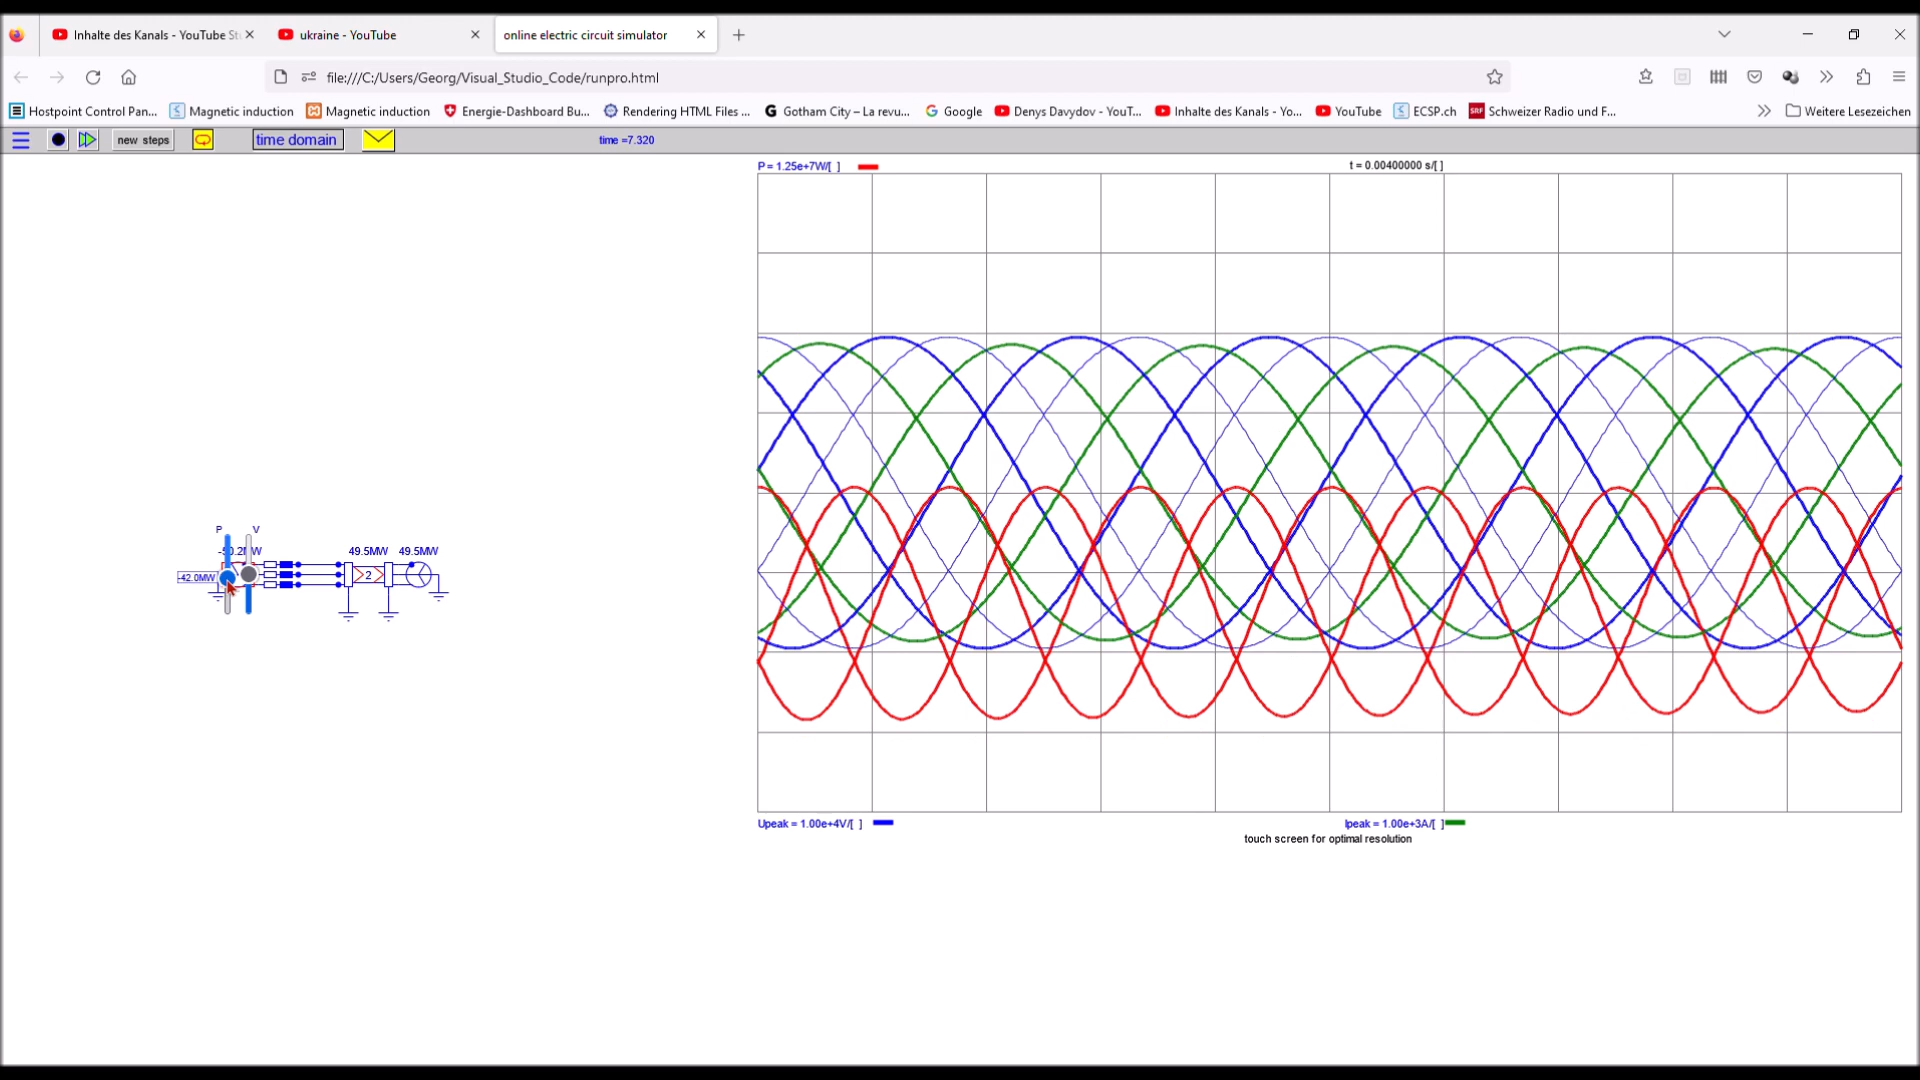 Inhalte des Kanals - YouTube St
ukraine - YouTube
online electric circuit simulator
file:///C:/Users/Georg/Visual_Studio_Code/runpro.html
Hostpoint Control Pan... Magnetic induction Magnetic induction Energie-Dashboard Bu... Rendering HTML Files ... Gotham City – La revu... Google Denys Davydov - YouT... Inhalte des Kanals - Yo... YouTube ECSP.ch SRF Schweizer Radio und F... Weitere Lesezeichen
new steps time domain time =7.320
P = 1.25e+7W/[ ] t = 0.00400000 s/[ ]
P V
-50.2MW 49.5MW 49.5MW
-42.0MW 2
Upeak = 1.00e+4V/[ ] Ipeak = 1.00e+3A/[ ]
touch screen for optimal resolution